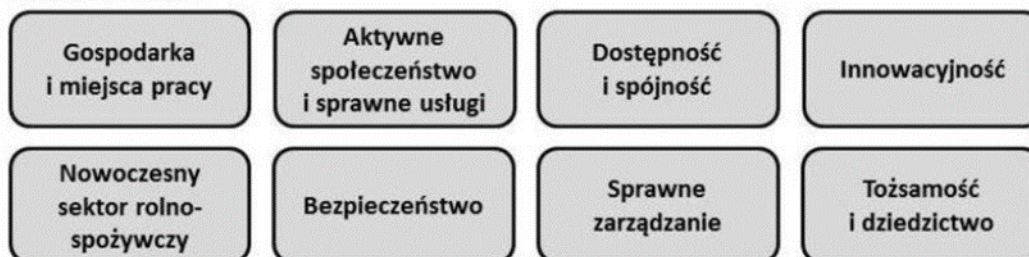 Gospodarka
i miejsca pracy
Aktywne
społeczeństwo
i sprawne usługi
Dostępność
i spójność
Innowacyjność
Nowoczesny
sektor rolno-
spożywczy
Bezpieczeństwo
Sprawne
zarządzanie
Tożsamość
i dziedzictwo